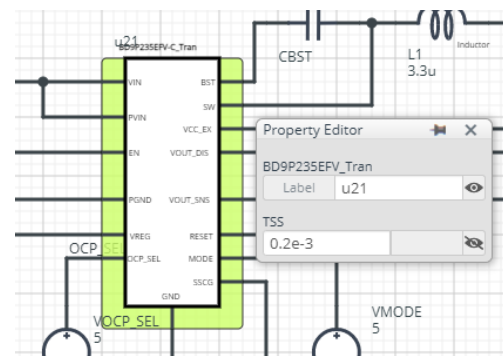 u21
BD9P235EFV-C_Tran
VIN
PVIN
EN
PGND
VREG
OCP_SEL
BST
SW
VCC_EX
VOUT_DIS
VOUT_SNS
RESET
MODE
SSCG
GND
CBST
L1
3.3u
Inductor
Property Editor
BD9P235EFV_Tran
Label
u21
TSS
0.2e-3
OCP_SEL
VOCP_SEL
5
VMODE
5